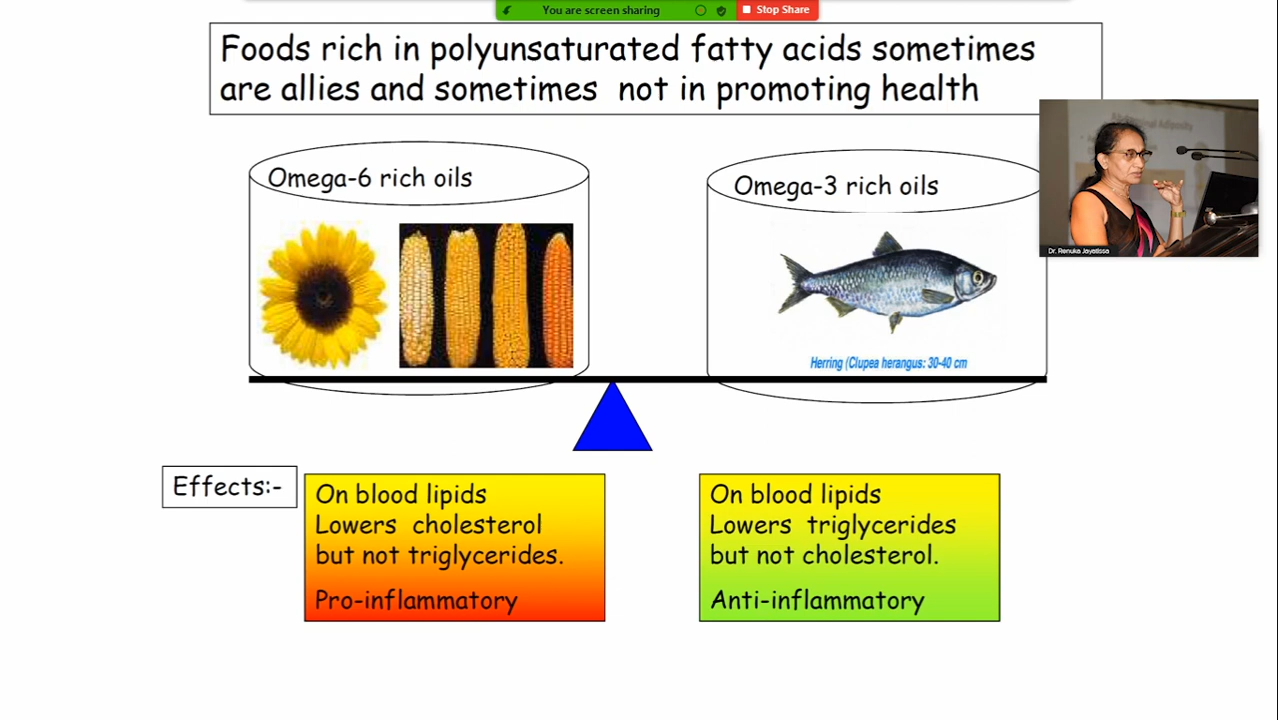 You are screen sharing
Stop Share
Foods rich in polyunsaturated fatty acids sometimes
are allies and sometimes not in promoting health
Abdominal Adiposity
Dr. Renuka Jayatissa
Omega-6 rich oils
Omega-3 rich oils
Herring (Clupea herangus: 30-40 cm
Effects:-
On blood lipids
Lowers cholesterol
but not triglycerides.
Pro-inflammatory
On blood lipids
Lowers triglycerides
but not cholesterol.
Anti-inflammatory